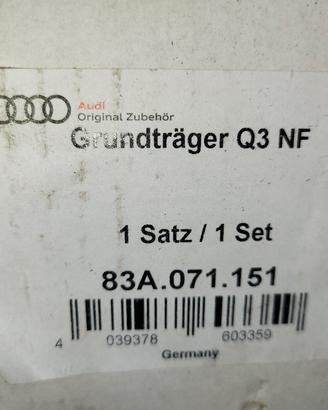 Audi
Original Zubehör
Grundträger Q3 NF
1 Satz / 1 Set
83A.071.151
4 039378 603359
Germany